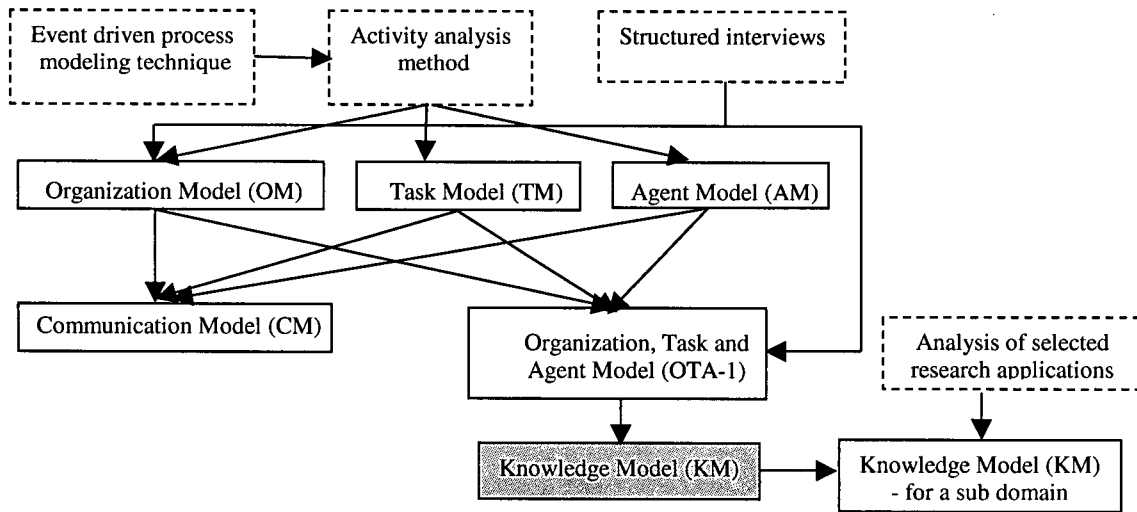 Event driven process
modeling technique
Activity analysis
method
Structured interviews
Organization Model (OM)
Task Model (TM)
Agent Model (AM)
Communication Model (CM)
Organization, Task and
Agent Model (OTA-1)
Analysis of selected
research applications
Knowledge Model (KM)
Knowledge Model (KM)
- for a sub domain